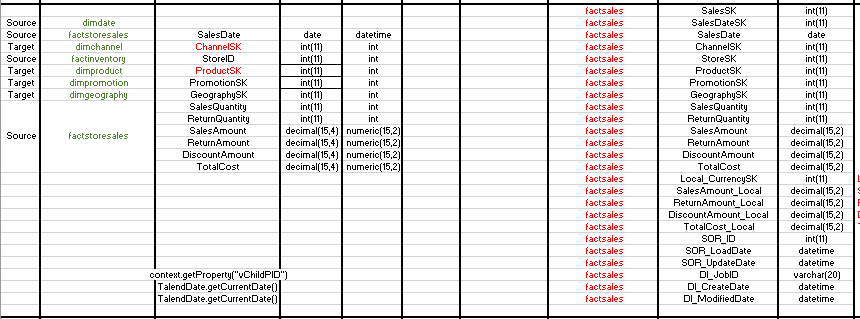 factsales SalesSK int(11)
Source dimdate factsales SalesDateSK int(11)
Source factstoresales SalesDate date datetime factsales SalesDate date
Target dimchannel ChannelSK int(11) int factsales ChannelSK int(11)
Source factinventory StoreID int(11) int factsales StoreSK int(11)
Target dimproduct ProductSK int(11) int factsales ProductSK int(11)
Target dimpromotion PromotionSK int(11) int factsales PromotionSK int(11)
Target dimgeography GeographySK int(11) int factsales GeographySK int(11)
SalesQuantity int(11) int factsales SalesQuantity int(11)
ReturnQuantity int(11) int factsales ReturnQuantity int(11)
Source factstoresales SalesAmount decimal(15,4) numeric(15,2) factsales SalesAmount decimal(15,2)
ReturnAmount decimal(15,4) numeric(15,2) factsales ReturnAmount decimal(15,2)
DiscountAmount decimal(15,4) numeric(15,2) factsales DiscountAmount decimal(15,2)
TotalCost decimal(15,4) numeric(15,2) factsales TotalCost decimal(15,2)
factsales Local_CurrencySK int(11)
factsales SalesAmount_Local decimal(15,2)
factsales ReturnAmount_Local decimal(15,2)
factsales DiscountAmount_Local decimal(15,2)
factsales TotalCost_Local decimal(15,2)
factsales SOR_ID int(11)
factsales SOR_LoadDate datetime
factsales SOR_UpdateDate datetime
context.getProperty("vChildPID") factsales DI_JobID varchar(20)
TalendDate.getCurrentDate() factsales DI_CreateDate datetime
TalendDate.getCurrentDate() factsales DI_ModifiedDate datetime